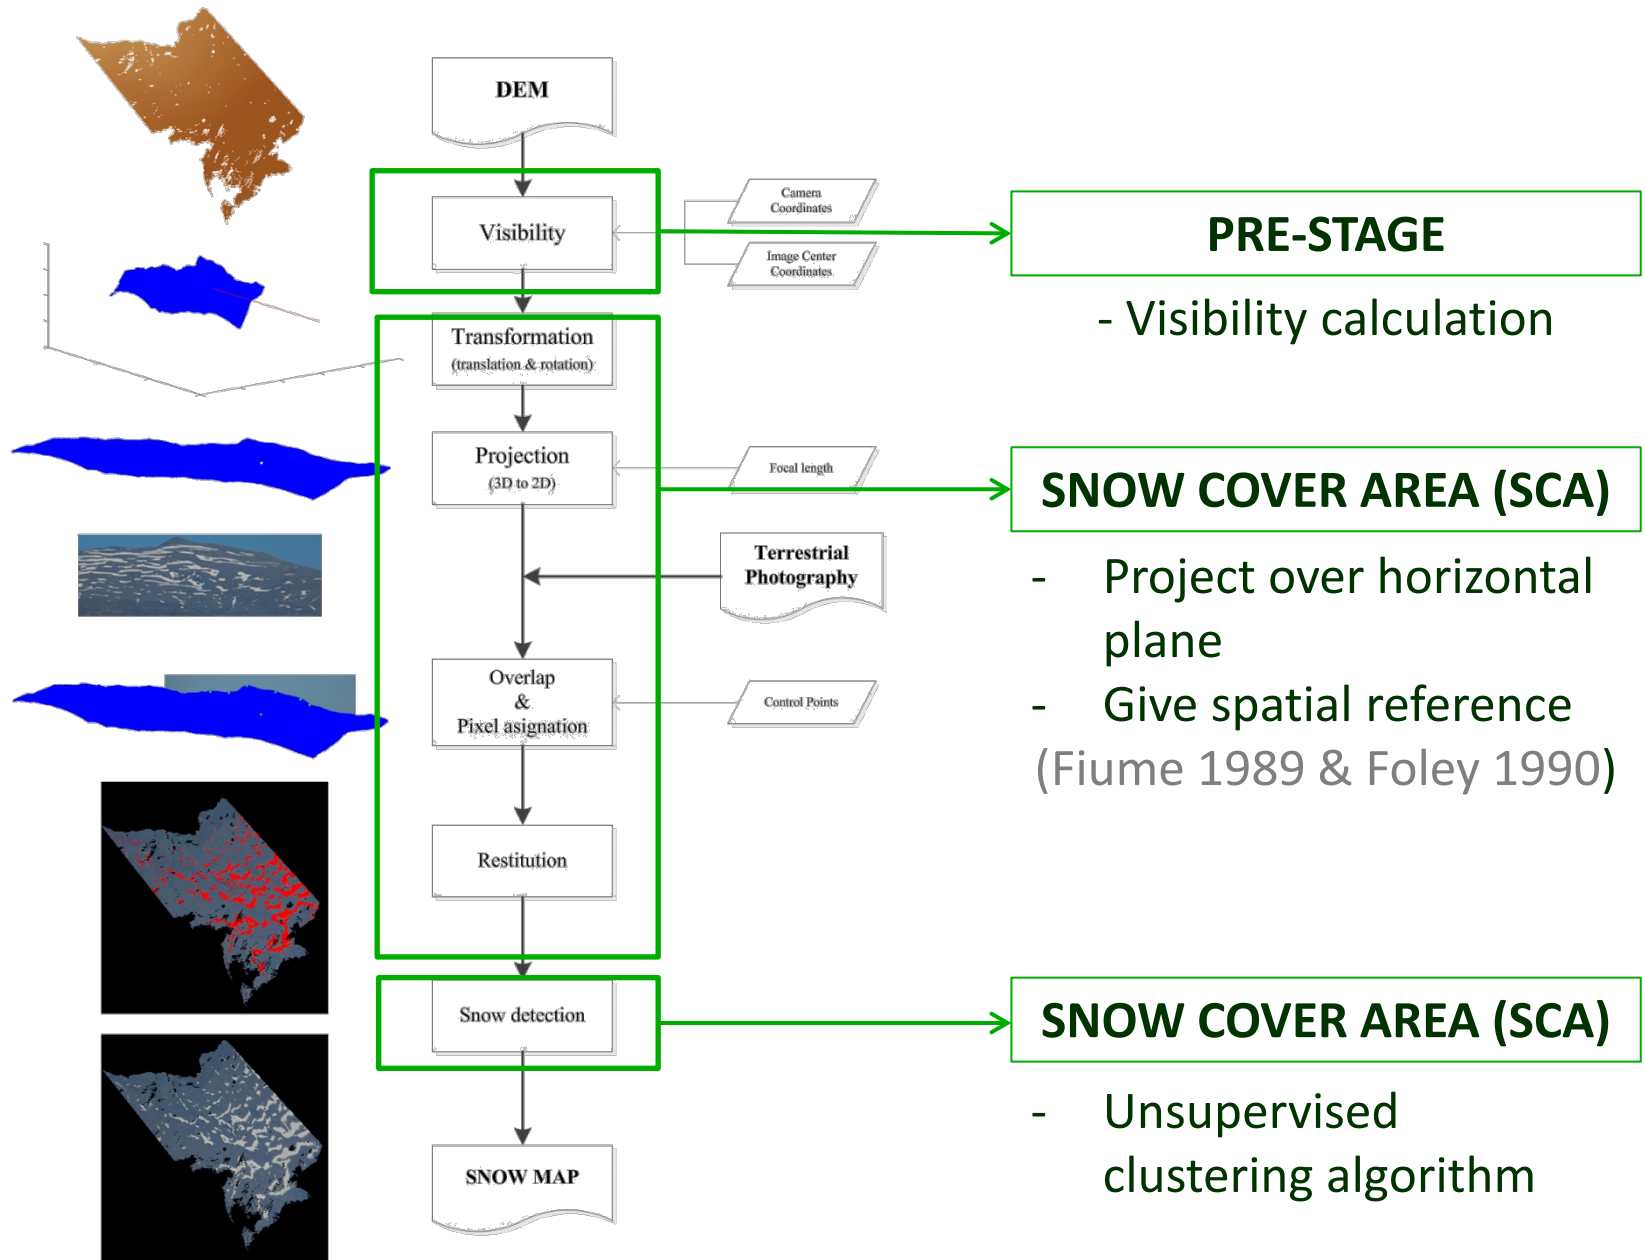 DEM
Visibility
Camera
Coordinates
Image Center
Coordinates
PRE-STAGE
- Visibility calculation
Transformation
(translation & rotation)
Projection
(3D to 2D)
Focal length
SNOW COVER AREA (SCA)
Terrestrial
Photography
- Project over horizontal
plane
- Give spatial reference
(Fiume 1989 & Foley 1990)
Overlap
&
Pixel asignation
Control Points
Restitution
Snow detection
SNOW COVER AREA (SCA)
- Unsupervised
clustering algorithm
SNOW MAP